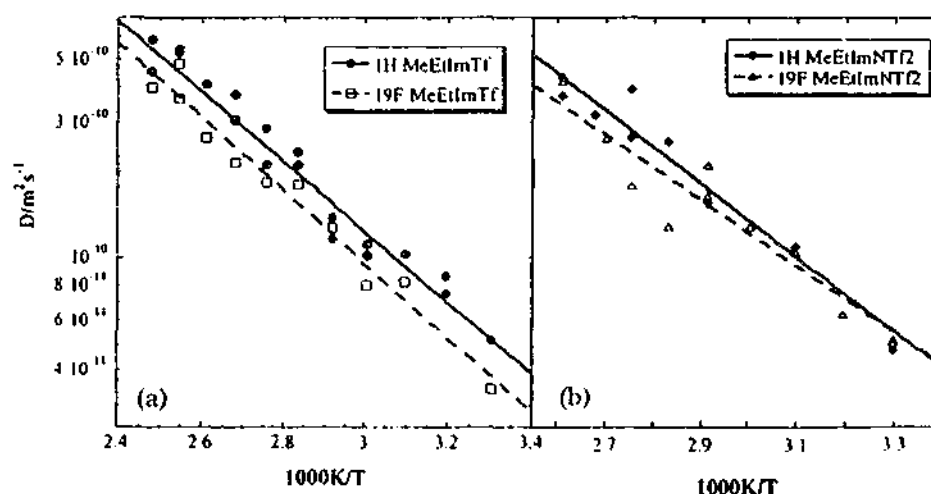 5 10⁻¹⁰
3 10⁻¹⁰
10⁻¹⁰
8 10⁻¹¹
6 10⁻¹¹
4 10⁻¹¹
D/m²s⁻¹
1H MeEtImTf
19F MeEtImTf
(a)
2.4 2.6 2.8 3 3.2 3.4
1000K/T
1H MeEtImNTf2
19F MeEtImNTf2
(b)
2.7 2.9 3.1 3.3
1000K/T